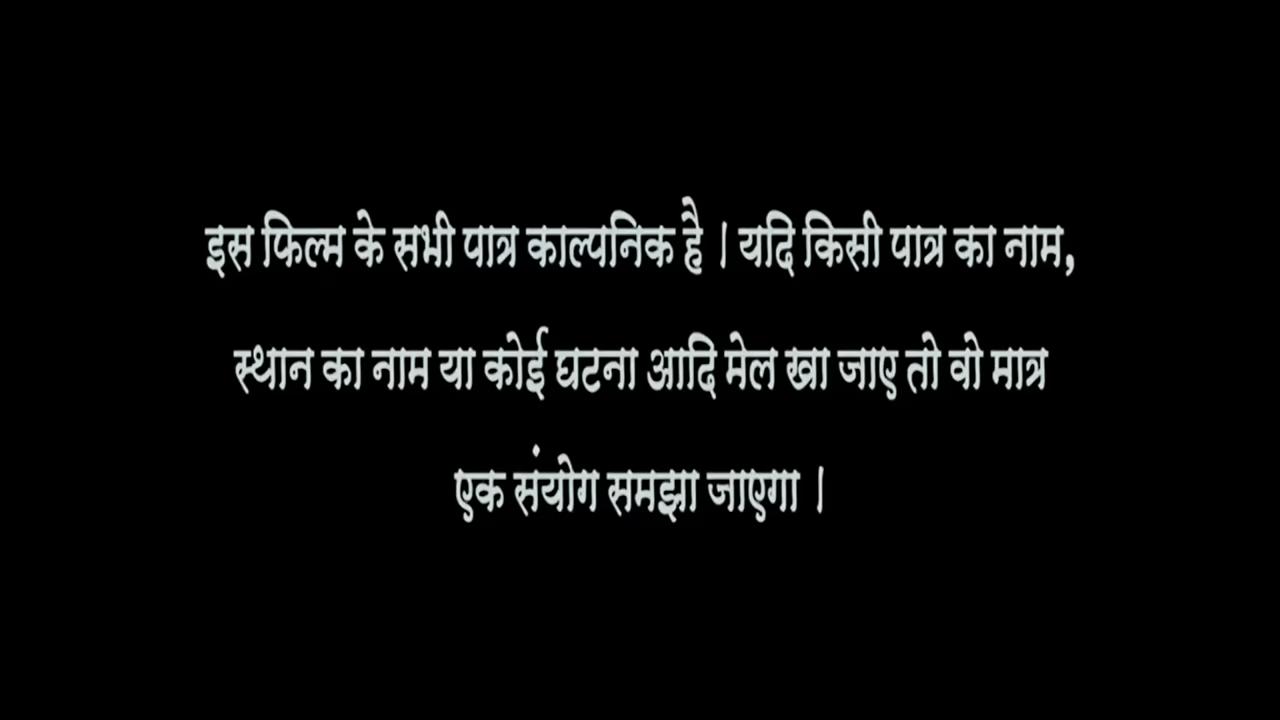 इस फिल्म के सभी पात्र काल्पनिक है । यदि किसी पात्र का नाम,
स्थान का नाम या कोई घटना आदि मेल खा जाए तो वो मात्र
एक संयोग समझा जाएगा ।